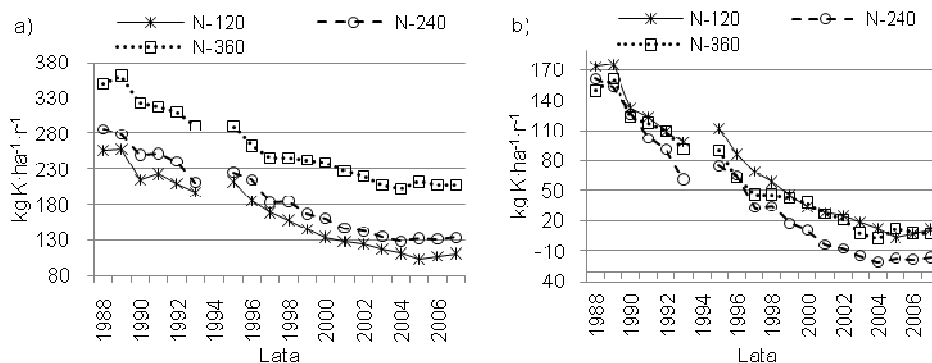 a)
N-120
N-240
N-360
380
330
280
230
180
130
80
kg K·ha⁻¹·r⁻¹
1988
1990
1992
1994
1996
1998
2000
2002
2004
2006
Lata
b)
N-120
N-240
N-360
170
140
110
80
50
20
-10
40
kg K·ha⁻¹·r⁻¹
1988
1990
1992
1994
1996
1998
2000
2002
2004
2006
Lata